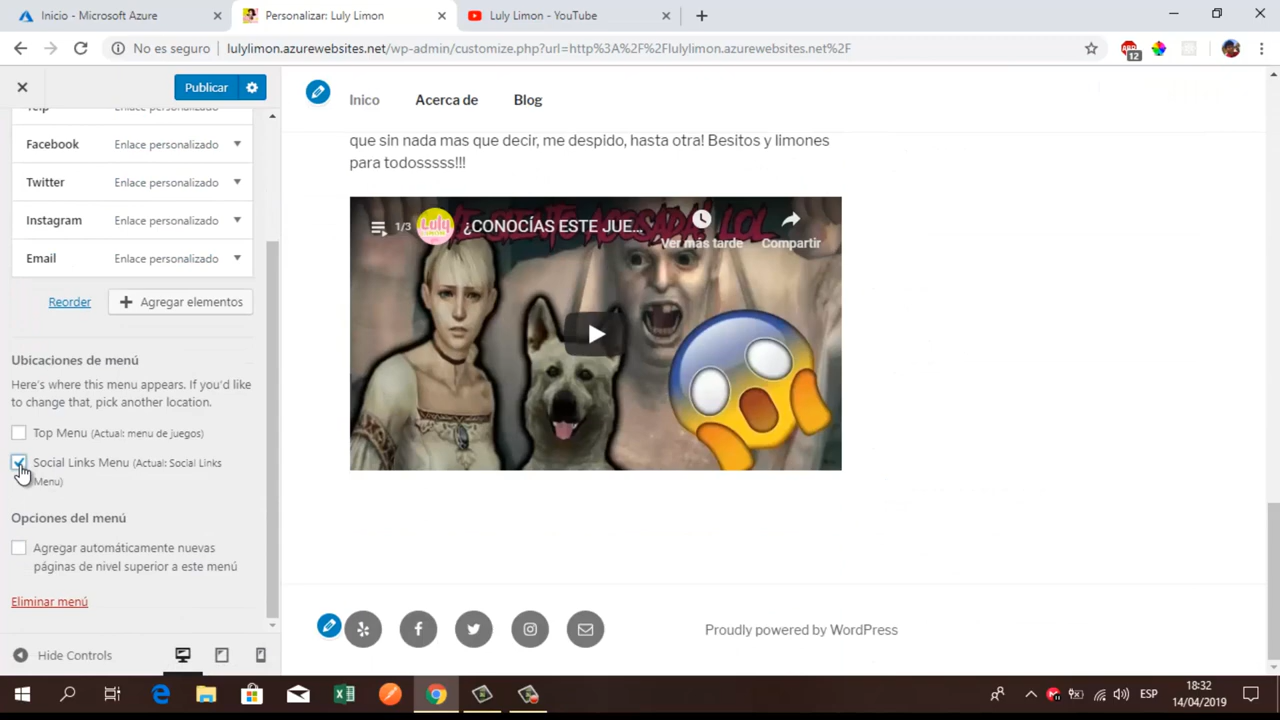 Inicio - Microsoft Azure
Personalizar: Luly Limon
Luly Limon - YouTube
No es seguro
lulylimon.azurewebsites.net/wp-admin/customize.php?url=http%3A%2F%2Flulylimon.azurewebsites.net%2F
12
Publicar
Yelp Enlace personalizado
Facebook Enlace personalizado
Twitter Enlace personalizado
Instagram Enlace personalizado
Email Enlace personalizado
Reorder
Agregar elementos
Ubicaciones de menú
Here's where this menu appears. If you'd like
to change that, pick another location.
Top Menu (Actual: menu de juegos)
Social Links Menu (Actual: Social Links
Menu)
Opciones del menú
Agregar automáticamente nuevas
páginas de nivel superior a este menú
Eliminar menú
Hide Controls
Inico Acerca de Blog
que sin nada mas que decir, me despido, hasta otra! Besitos y limones
para todosssss!!!
1/3
Luly
¿CONOCÍAS ESTE JUE...
Ver más tarde
Compartir
Proudly powered by WordPress
ESP
18:32
14/04/2019